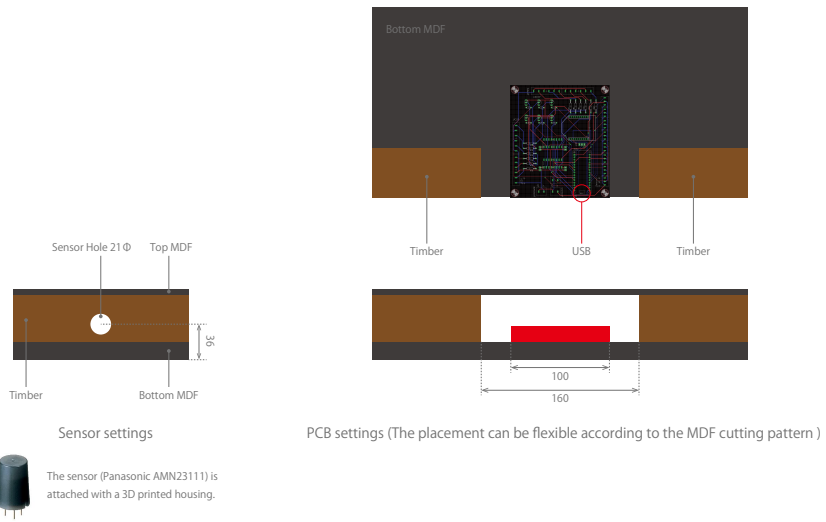 Bottom MDF
Timber
USB
Timber
Sensor Hole 21Φ
Top MDF
36
Timber
Bottom MDF
100
160
Sensor settings
PCB settings (The placement can be flexible according to the MDF cutting pattern )
The sensor (Panasonic AMN23111) is
attached with a 3D printed housing.